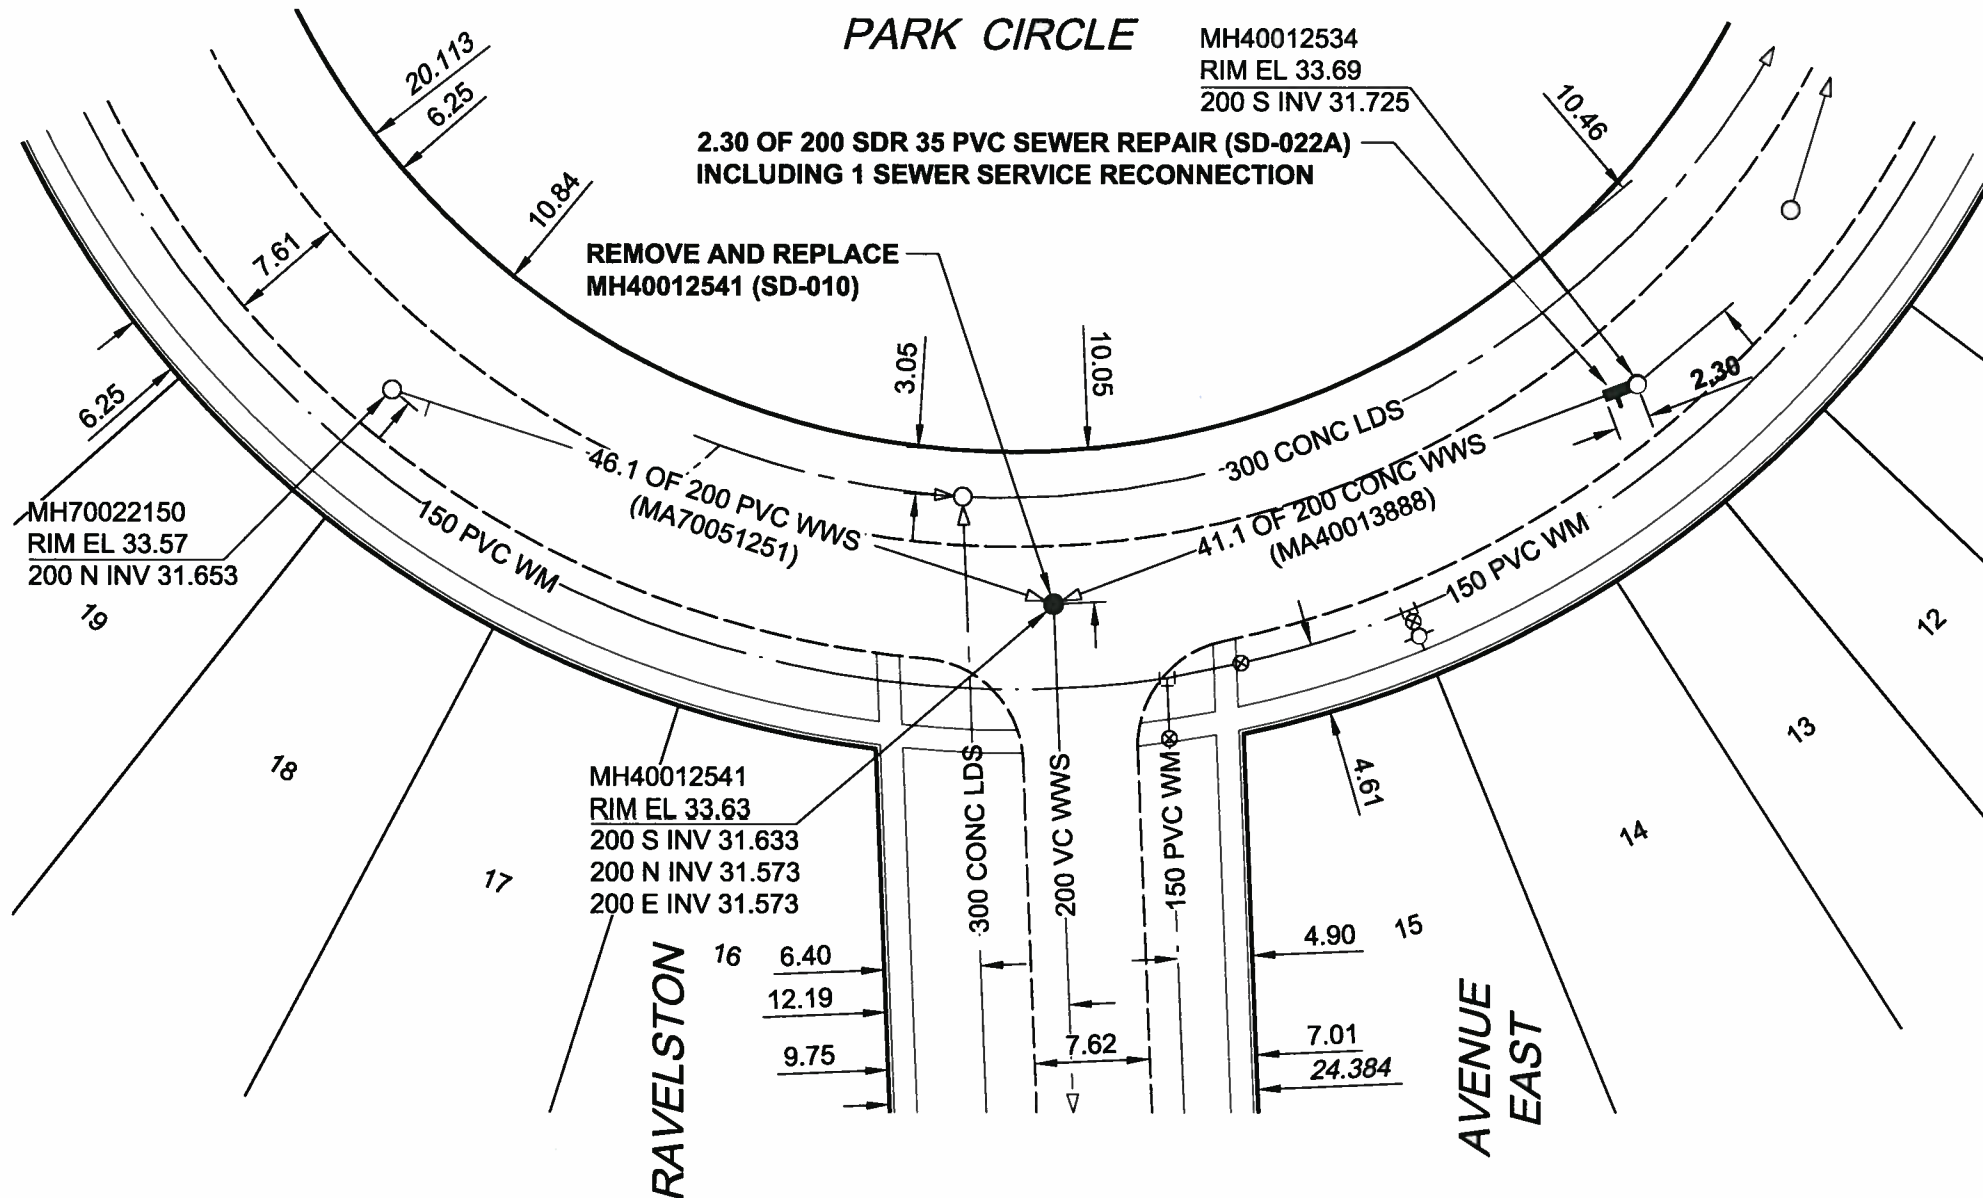 PARK CIRCLE
MH40012534
RIM EL 33.69
200 S INV 31.725
20.113
6.25
10.84
7.61
10.46
2.30 OF 200 SDR 35 PVC SEWER REPAIR (SD-022A)
INCLUDING 1 SEWER SERVICE RECONNECTION
REMOVE AND REPLACE
MH40012541 (SD-010)
3.05
10.05
2.30
6.25
300 CONC LDS
46.1 OF 200 PVC WWS
(MA70051251)
41.1 OF 200 CONC WWS
(MA40013888)
150 PVC WM
150 PVC WM
MH70022150
RIM EL 33.57
200 N INV 31.653
19
18
17
16
15
14
13
12
MH40012541
RIM EL 33.63
200 S INV 31.633
200 N INV 31.573
200 E INV 31.573
300 CONC LDS
200 VC WWS
150 PVC WM
4.61
6.40
12.19
9.75
7.62
4.90
7.01
24.384
RAVELSTON
AVENUE
EAST